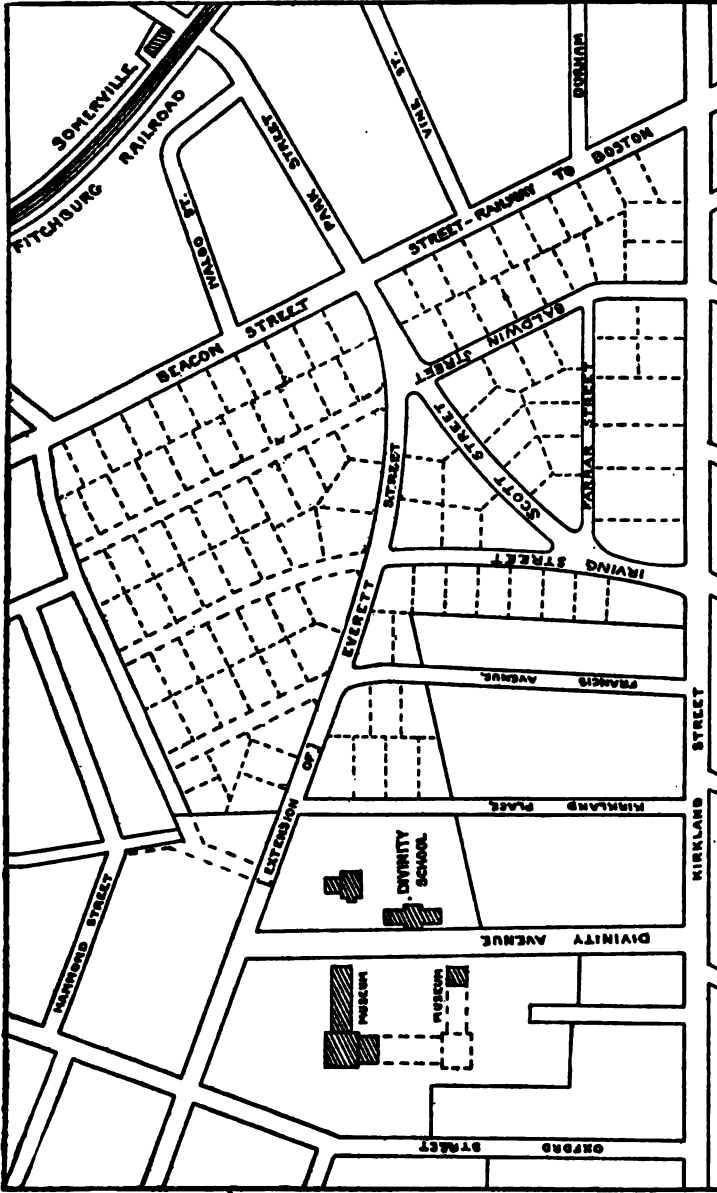 SOMERVILLE
FITCHBURG RAILROAD
WALDO ST.
PARK STREET
VINE ST.
DURHAM
BEACON STREET
STREET-RAILWAY TO BOSTON
BALDWIN STREET
SCOTT STREET
FARRAR STREET
IRVING STREET
[EXTENSION OF] EVERETT STREET
FRANCIS AVENUE
KIRKLAND PLACE
KIRKLAND STREET
DIVINITY
SCHOOL
DIVINITY AVENUE
HAMMOND STREET
MUSEUM
MUSEUM
OXFORD STREET